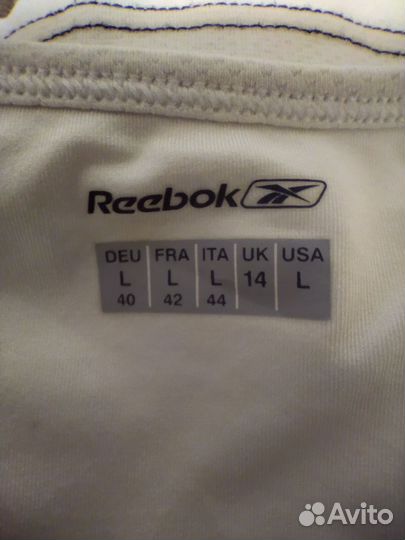 Reebok
DEU FRA ITA UK USA
L L L 14 L
40 42 44
Avito